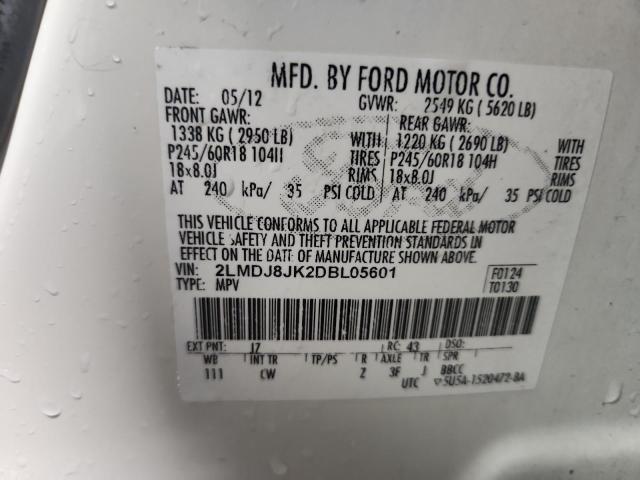 MFD. BY FORD MOTOR CO.
DATE: 05/12 GVWR: 2549 KG ( 5620 LB)
FRONT GAWR: REAR GAWR:
1338 KG ( 2950 LB) WITH 1220 KG ( 2690 LB) WITH
P245/60R18 104H TIRES P245/60R18 104H TIRES
18x8.0J RIMS 18x8.0J RIMS
AT 240 kPa/ 35 PSI COLD AT 240 kPa/ 35 PSI COLD
THIS VEHICLE CONFORMS TO ALL APPLICABLE FEDERAL MOTOR
VEHICLE SAFETY AND THEFT PREVENTION STANDARDS IN
EFFECT ON THE DATE OF MANUFACTURE SHOWN ABOVE.
VIN: 2LMDJ8JK2DBL05601 F0124
TYPE: MPV T0130
EXT PNT: J7 RC: 43 DSO:
WB INT TR TP/PS R AXLE TR SPR
111 CW Z 3F J BBCC
UTC ▽5U5A-1520472-BA